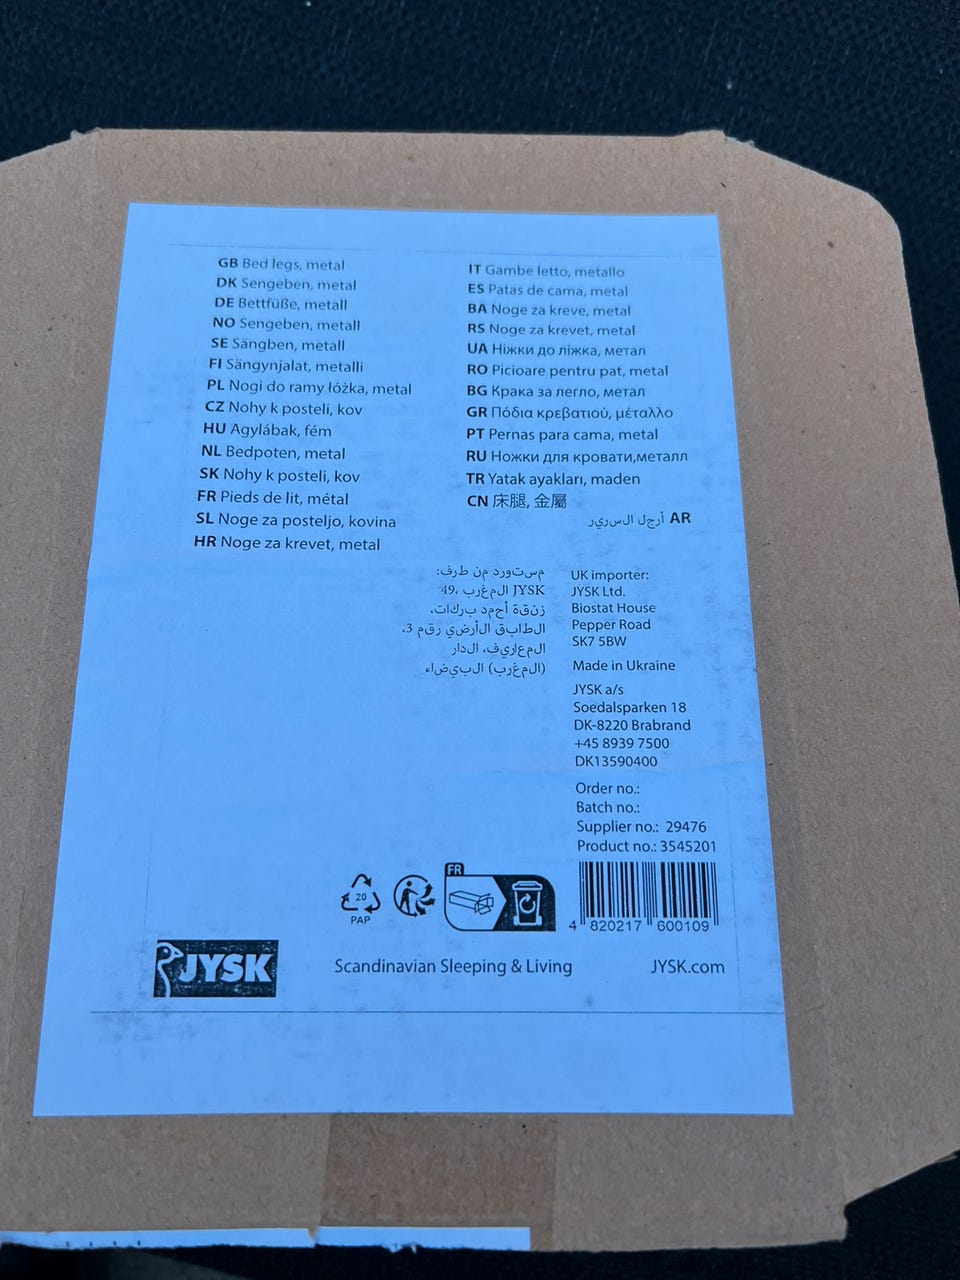 GB Bed legs, metal
DK Sengeben, metal
DE Bettfüße, metall
NO Sengeben, metall
SE Sängben, metall
FI Sängynjalat, metalli
PL Nogi do ramy łóżka, metal
CZ Nohy k posteli, kov
HU Agylábak, fém
NL Bedpoten, metal
SK Nohy k posteli, kov
FR Pieds de lit, métal
SL Noge za posteljo, kovina
HR Noge za krevet, metal
IT Gambe letto, metallo
ES Patas de cama, metal
BA Noge za kreve, metal
RS Noge za krevet, metal
UA Ніжки до ліжка, метал
RO Picioare pentru pat, metal
BG Крака за легло, метал
GR Πόδια κρεβατιού, μέταλλο
PT Pernas para cama, metal
RU Ножки для кровати,металл
TR Yatak ayakları, maden
CN 床腿, 金屬
AR أرجل السرير
مستورد من طرف:
JYSK المغرب ،49
زنقة أحمد بركات،
الطابق الأرضي رقم 3،
المعاريف، الدار
البيضاء (المغرب)
UK importer:
JYSK Ltd.
Biostat House
Pepper Road
SK7 5BW
Made in Ukraine
JYSK a/s
Soedalsparken 18
DK-8220 Brabrand
+45 8939 7500
DK13590400
Order no.:
Batch no.:
Supplier no.: 29476
Product no.: 3545201
20
PAP
FR
4 820217 600109
JYSK
Scandinavian Sleeping & Living
JYSK.com